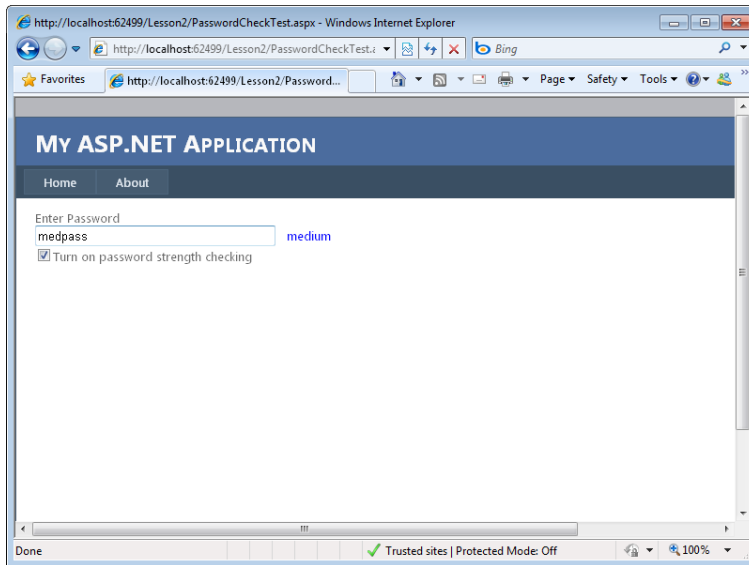 http://localhost:62499/Lesson2/PasswordCheckTest.aspx - Windows Internet Explorer
http://localhost:62499/Lesson2/PasswordCheckTest.a
Bing
Favorites
http://localhost:62499/Lesson2/Password...
Page
Safety
Tools
»
MY ASP.NET APPLICATION
Home
About
Enter Password
medpass
medium
Turn on password strength checking
Done
Trusted sites | Protected Mode: Off
100%